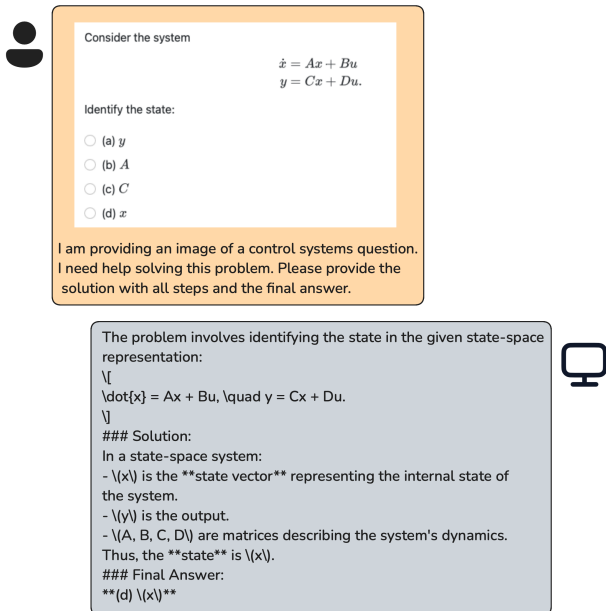 Consider the system
ẋ = Ax + Bu
y = Cx + Du.
Identify the state:
(a) y
(b) A
(c) C
(d) x
I am providing an image of a control systems question.
I need help solving this problem. Please provide the
solution with all steps and the final answer.
The problem involves identifying the state in the given state-space
representation:
\[
\dot{x} = Ax + Bu, \quad y = Cx + Du.
\]
### Solution:
In a state-space system:
- \(x\) is the **state vector** representing the internal state of
the system.
- \(y\) is the output.
- \(A, B, C, D\) are matrices describing the system's dynamics.
Thus, the **state** is \(x\).
### Final Answer:
**(d) \(x\)**